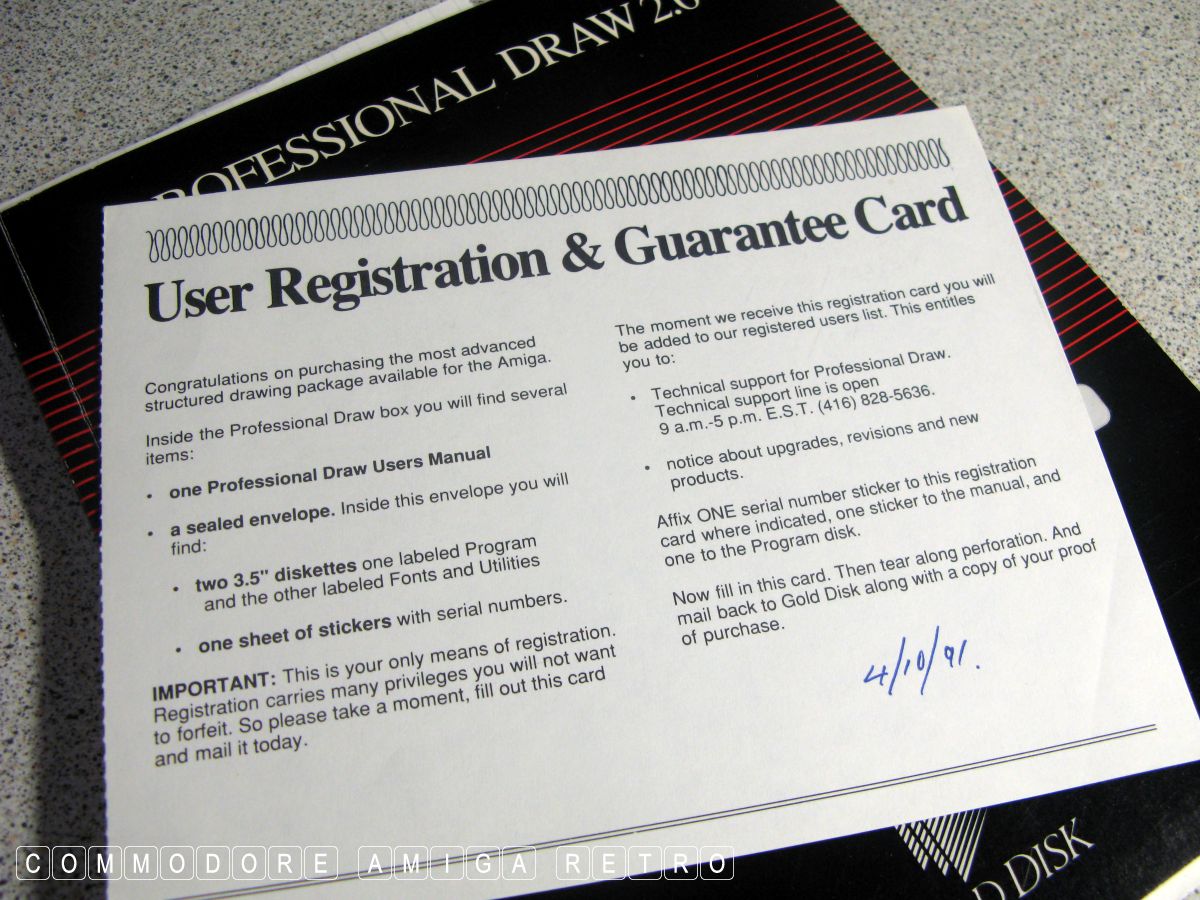 PROFESSIONAL DRAW 2.0
User Registration & Guarantee Card
Congratulations on purchasing the most advanced
structured drawing package available for the Amiga.
Inside the Professional Draw box you will find several
items:
• one Professional Draw Users Manual
• a sealed envelope. Inside this envelope you will
find:
• two 3.5" diskettes one labeled Program
and the other labeled Fonts and Utilities
• one sheet of stickers with serial numbers.
IMPORTANT: This is your only means of registration.
Registration carries many privileges you will not want
to forfeit. So please take a moment, fill out this card
and mail it today.
The moment we receive this registration card you will
be added to our registered users list. This entitles
you to:
• Technical support for Professional Draw.
Technical support line is open
9 a.m.-5 p.m. E.S.T. (416) 828-5636.
• notice about upgrades, revisions and new
products.
Affix ONE serial number sticker to this registration
card where indicated, one sticker to the manual, and
one to the Program disk.
Now fill in this card. Then tear along perforation. And
mail back to Gold Disk along with a copy of your proof
of purchase.
4/10/91.
D DISK
COMMODORE AMIGA RETRO